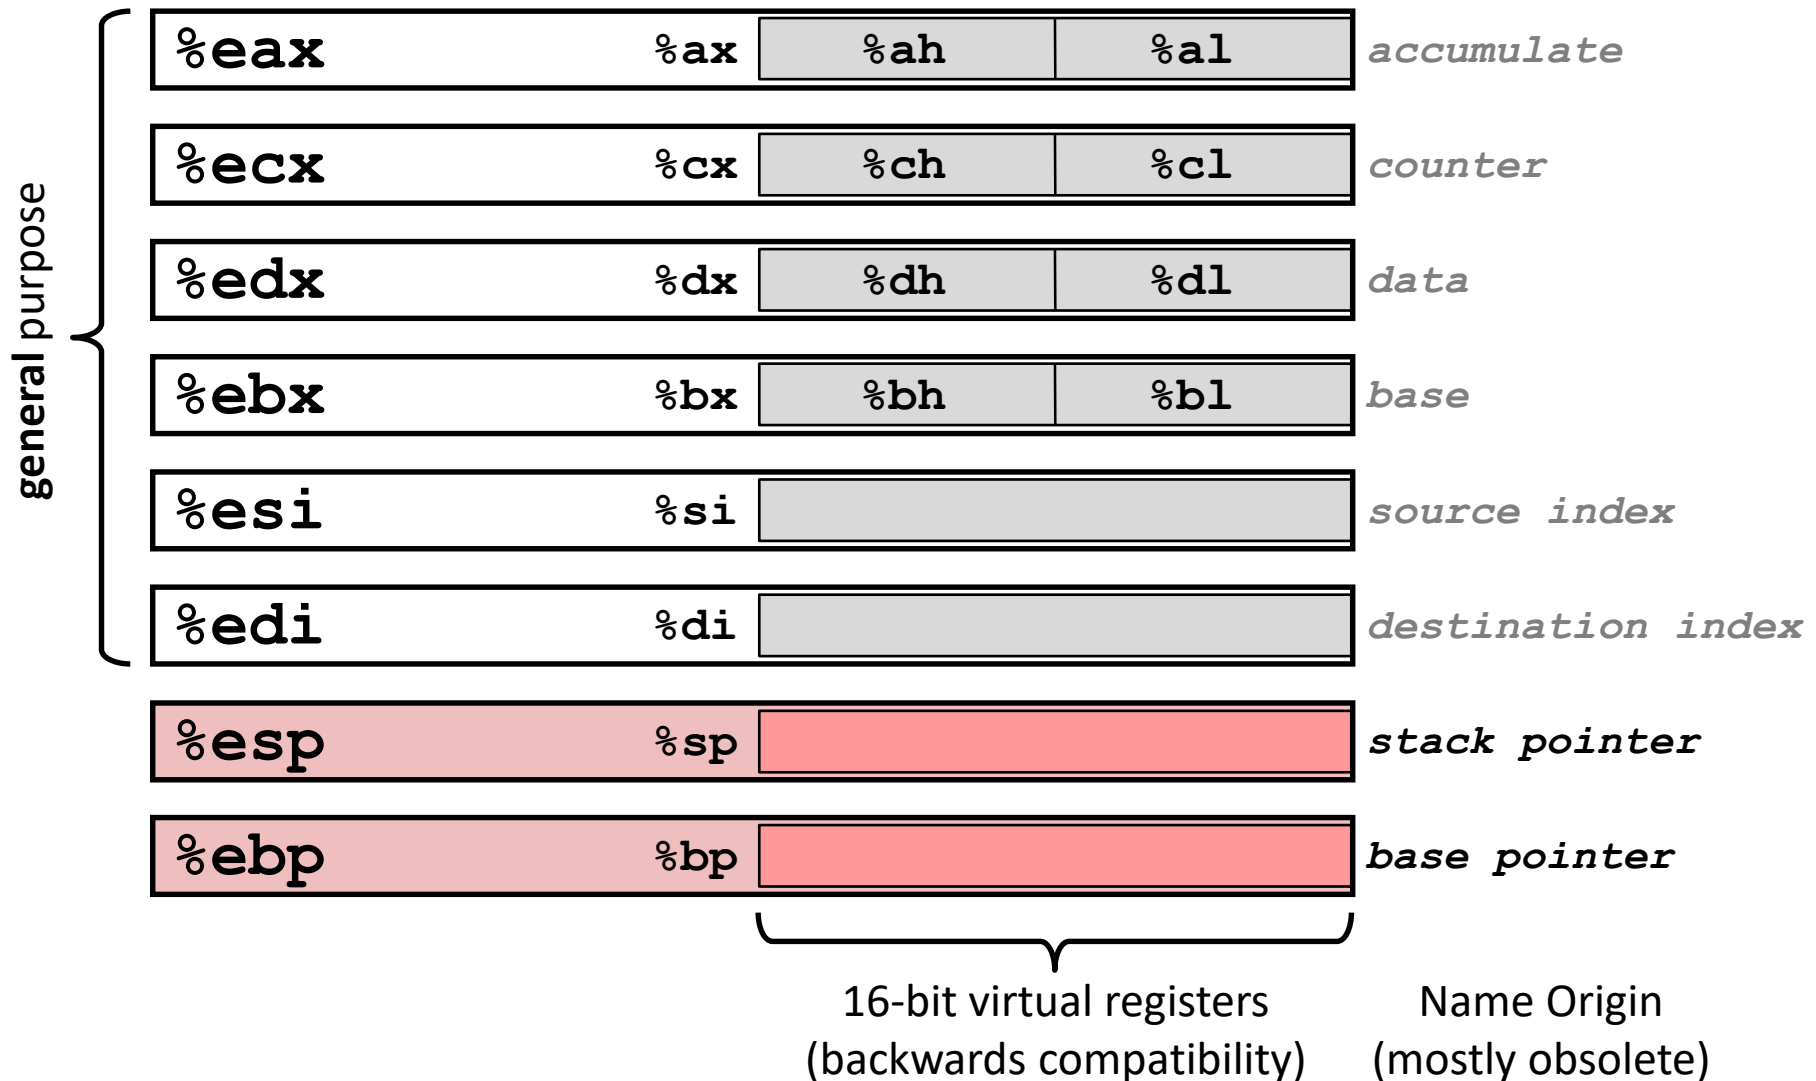 general purpose
%eax %ax %ah %al accumulate
%ecx %cx %ch %cl counter
%edx %dx %dh %dl data
%ebx %bx %bh %bl base
%esi %si source index
%edi %di destination index
%esp %sp stack pointer
%ebp %bp base pointer
16-bit virtual registers
(backwards compatibility)
Name Origin
(mostly obsolete)